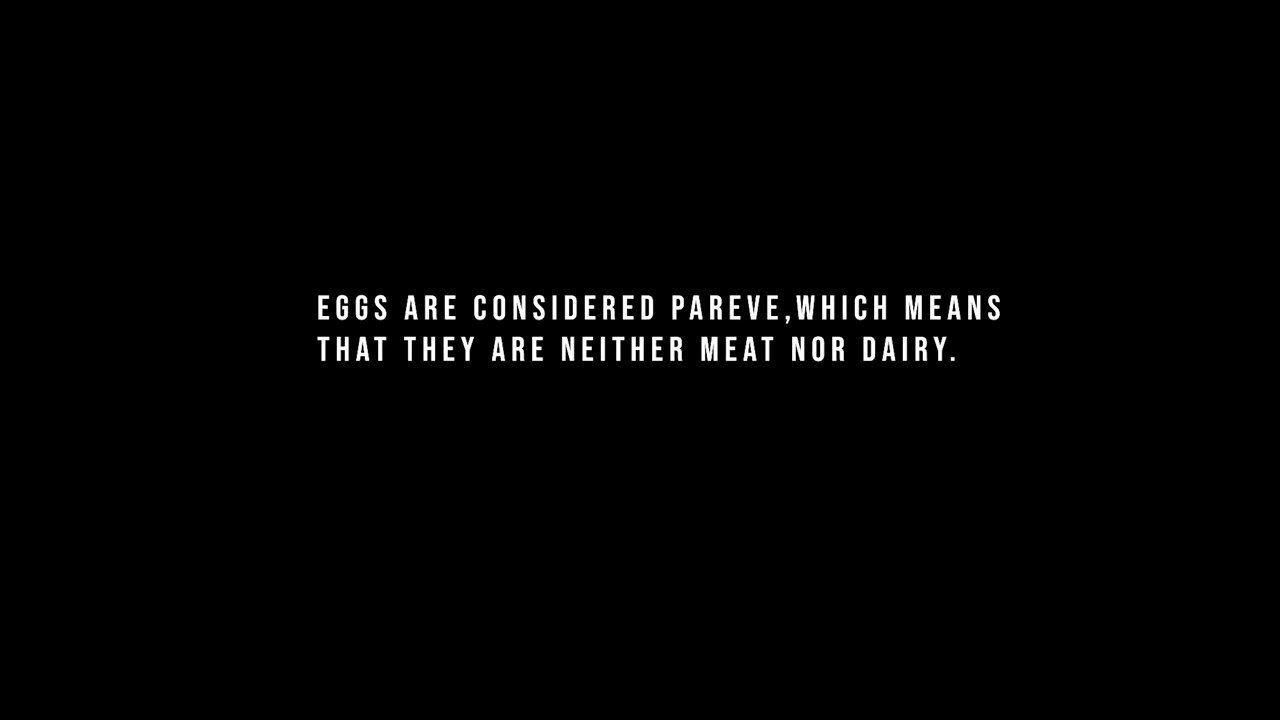 EGGS ARE CONSIDERED PAREVE,WHICH MEANS
THAT THEY ARE NEITHER MEAT NOR DAIRY.